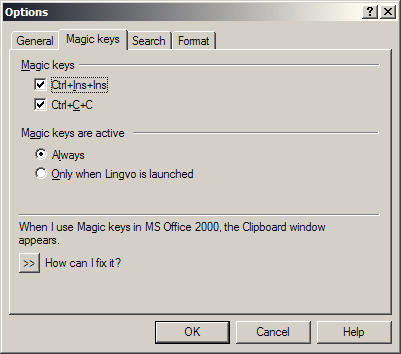 Options
General Magic keys Search Format
Magic keys
Ctrl+Ins+Ins
Ctrl+C+C
Magic keys are active
Always
Only when Lingvo is launched
When I use Magic keys in MS Office 2000, the Clipboard window
appears.
>> How can I fix it?
OK Cancel Help